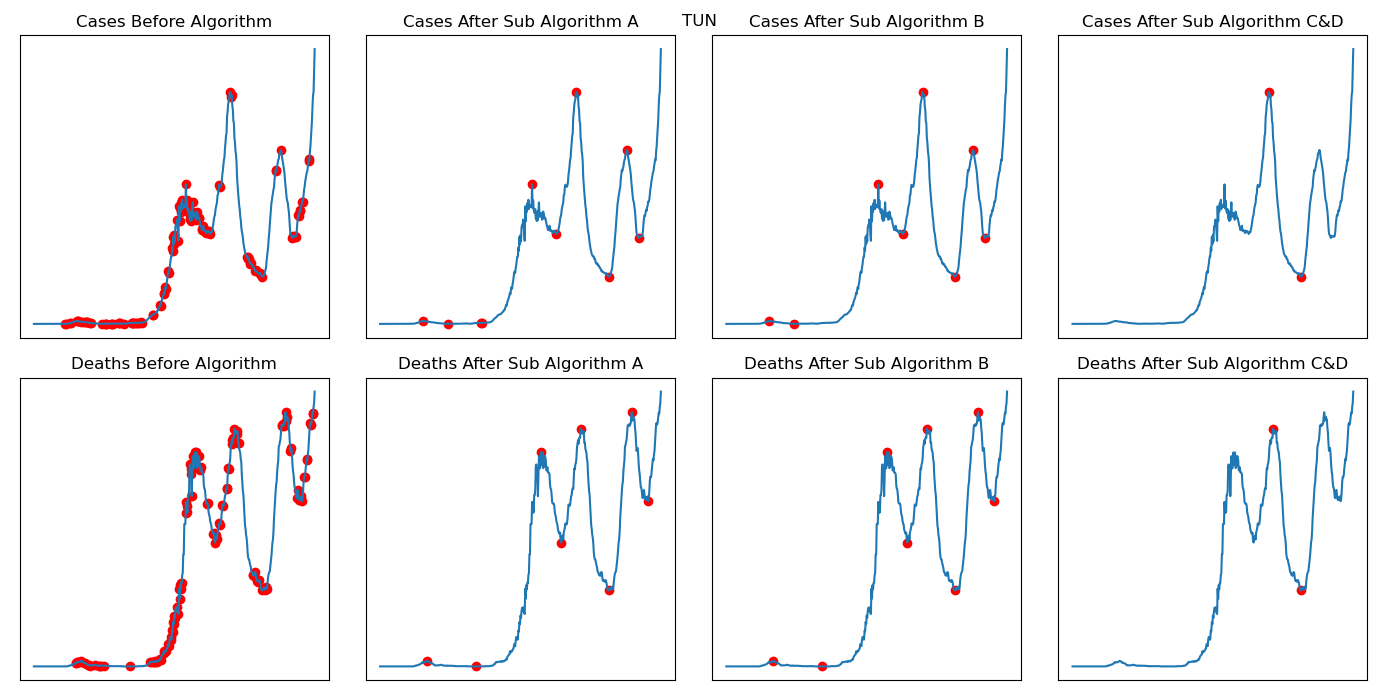 TUN
Cases Before Algorithm
Cases After Sub Algorithm A
Cases After Sub Algorithm B
Cases After Sub Algorithm C&D
Deaths Before Algorithm
Deaths After Sub Algorithm A
Deaths After Sub Algorithm B
Deaths After Sub Algorithm C&D